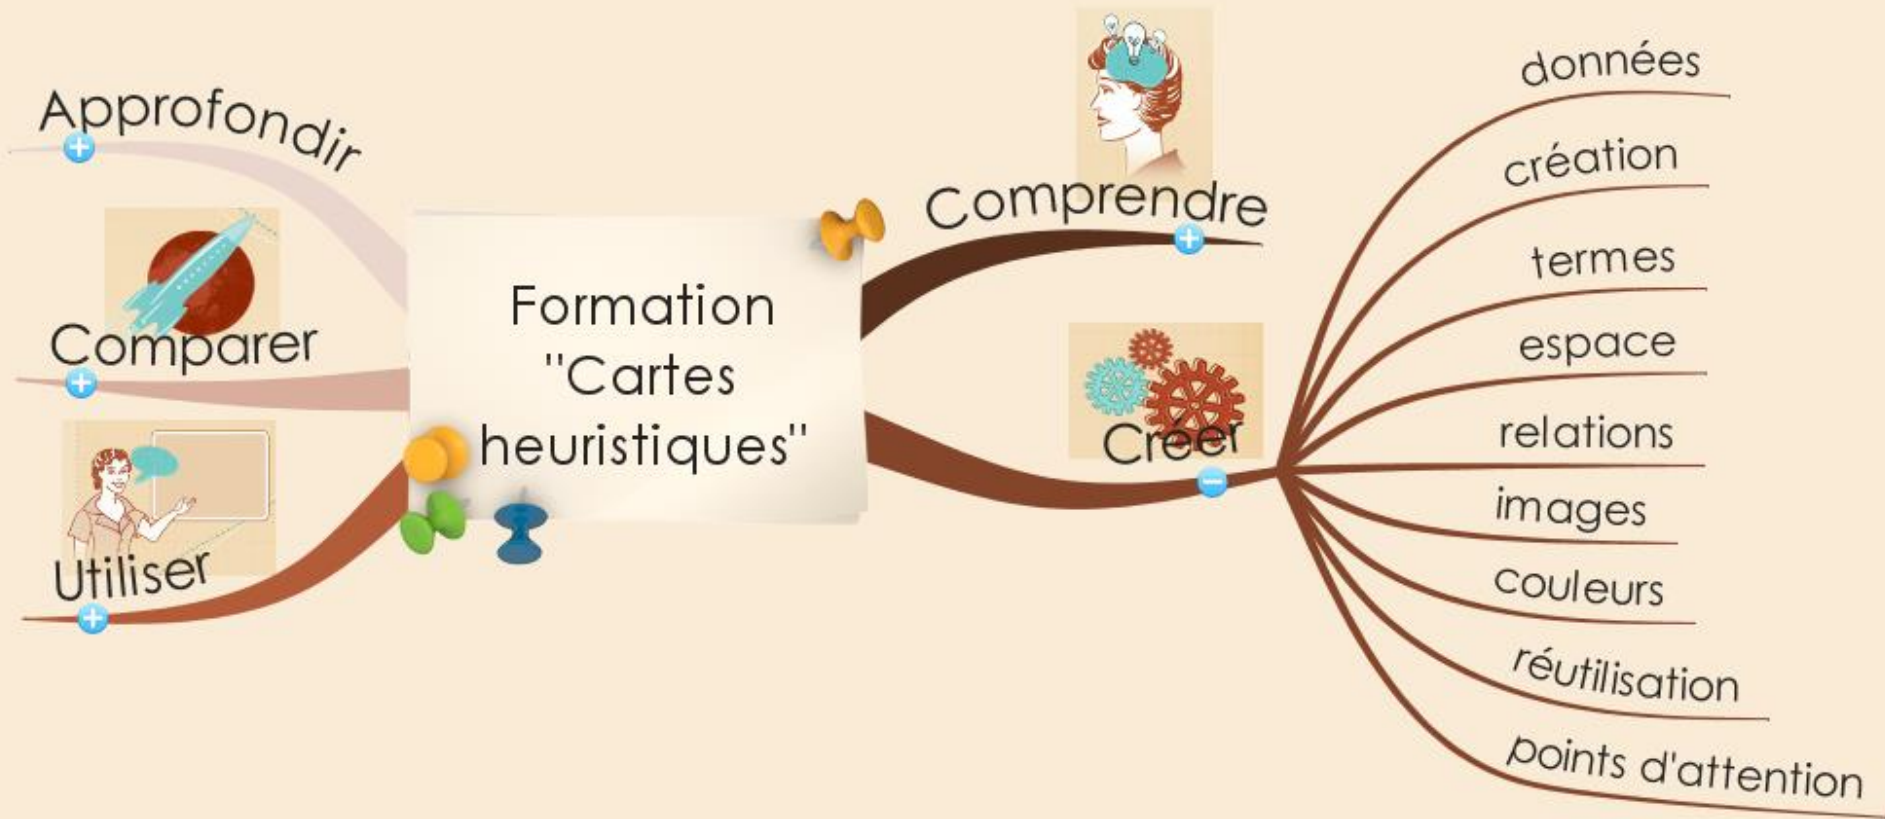 Formation
"Cartes
heuristiques"
Comprendre
Créer
données
création
termes
espace
relations
images
couleurs
réutilisation
points d'attention
Utiliser
Comparer
Approfondir